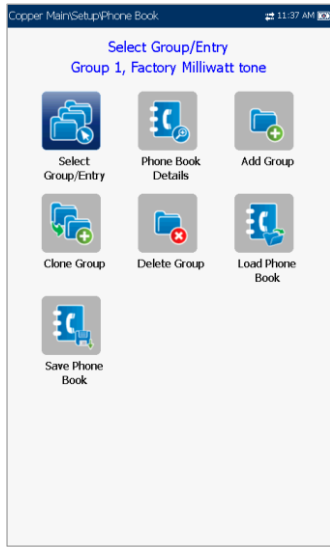 Copper Main\Setup\Phone Book 11:37 AM
Select Group/Entry
Group 1, Factory Milliwatt tone
Select
Group/Entry
Phone Book
Details
Add Group
Clone Group
Delete Group
Load Phone
Book
Save Phone
Book